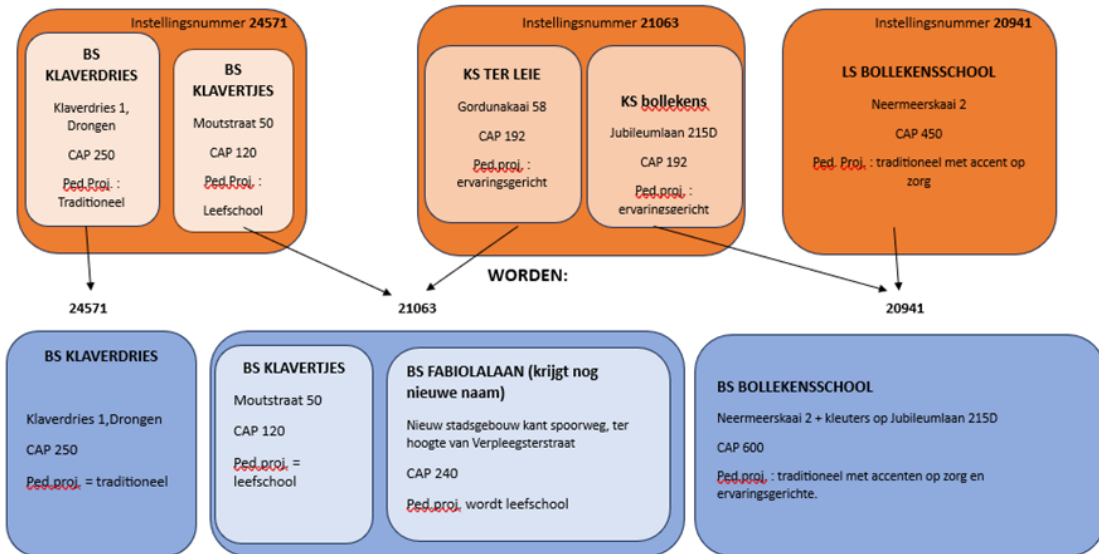 Instellingsnummer 24571
BS
KLAVERDRIES
Klaverdries 1,
Drongen
CAP 250
Ped.Proj. :
Traditioneel
BS
KLAVERTJES
Moutstraat 50
CAP 120
Ped.Proj. :
Leefschool
Instellingsnummer 21063
KS TER LEIE
Gordunakaai 58
CAP 192
Ped.proj. :
ervaringsgericht
KS bollekens
Jubileumlaan 215D
CAP 192
Ped.proj. :
ervaringsgericht
Instellingsnummer 20941
LS BOLLEKENSSCHOOL
Neermeerskaai 2
CAP 450
Ped. Proj. : traditioneel met accent op
zorg
WORDEN:
24571
21063
20941
BS KLAVERDRIES
Klaverdries 1,Drongen
CAP 250
Ped.proj. = traditioneel
BS KLAVERTJES
Moutstraat 50
CAP 120
Ped.proj. =
leefschool
BS FABIOLALAAN (krijgt nog
nieuwe naam)
Nieuw stadsgebouw kant spoorweg, ter
hoogte van Verpleegsterstraat
CAP 240
Ped.proj. wordt leefschool
BS BOLLEKENSSCHOOL
Neermeerskaai 2 + kleuters op Jubileumlaan 215D
CAP 600
Ped.proj. : traditioneel met accenten op zorg en
ervaringsgerichte.